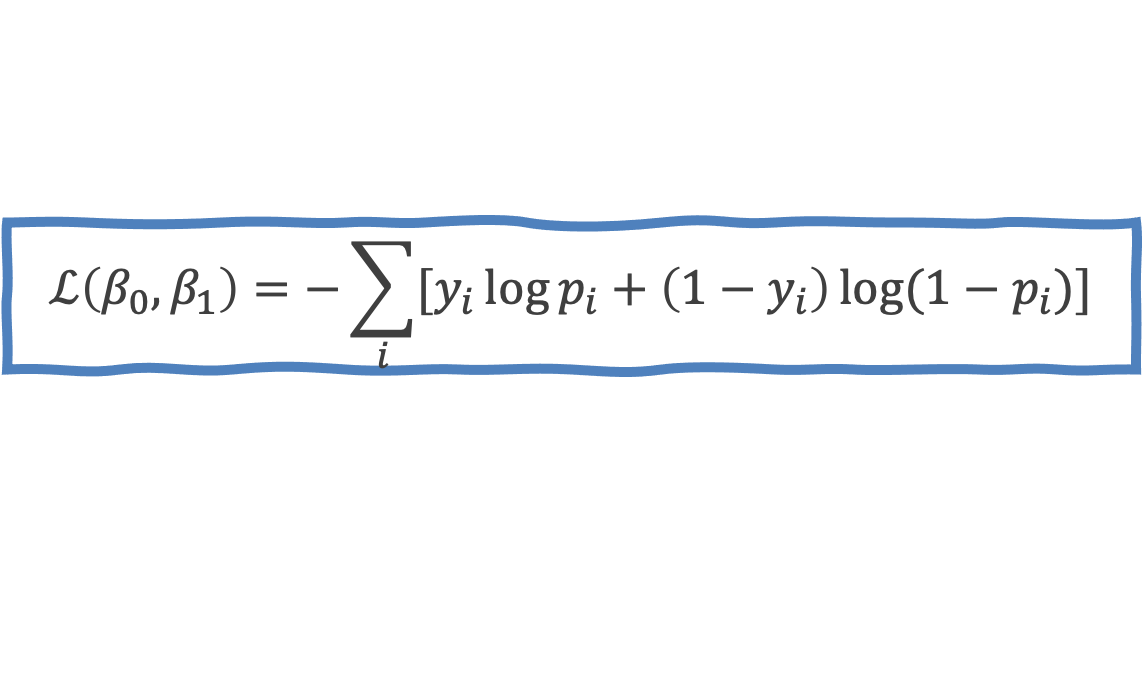 ℒ(β₀, β₁) = − ∑ᵢ [yᵢ log pᵢ + (1 − yᵢ) log(1 − pᵢ)]